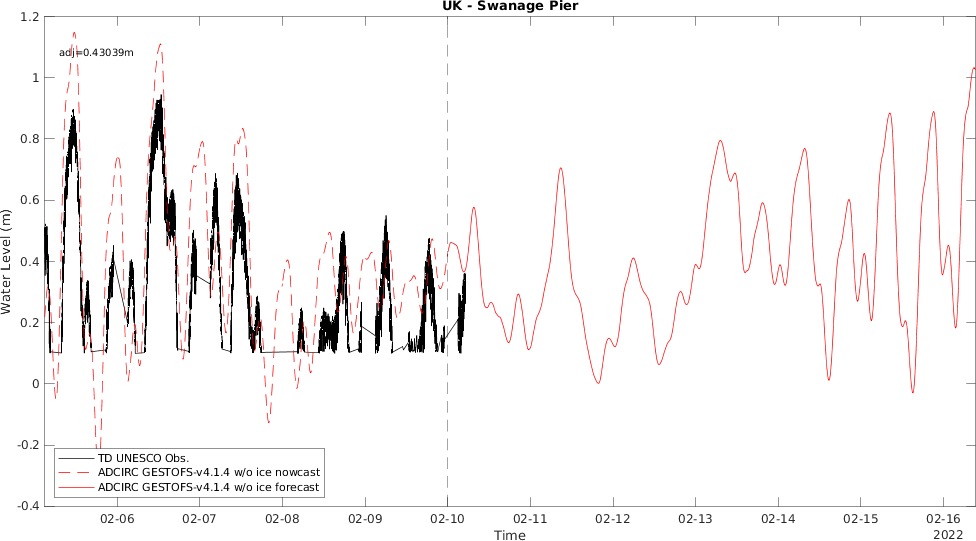 UK - Swanage Pier
adj=0.43039m
Water Level (m)
1.2
1
0.8
0.6
0.4
0.2
0
-0.2
-0.4
TD UNESCO Obs.
ADCIRC GESTOFS-v4.1.4 w/o ice nowcast
ADCIRC GESTOFS-v4.1.4 w/o ice forecast
02-06 02-07 02-08 02-09 02-10 02-11 02-12 02-13 02-14 02-15 02-16
Time
2022